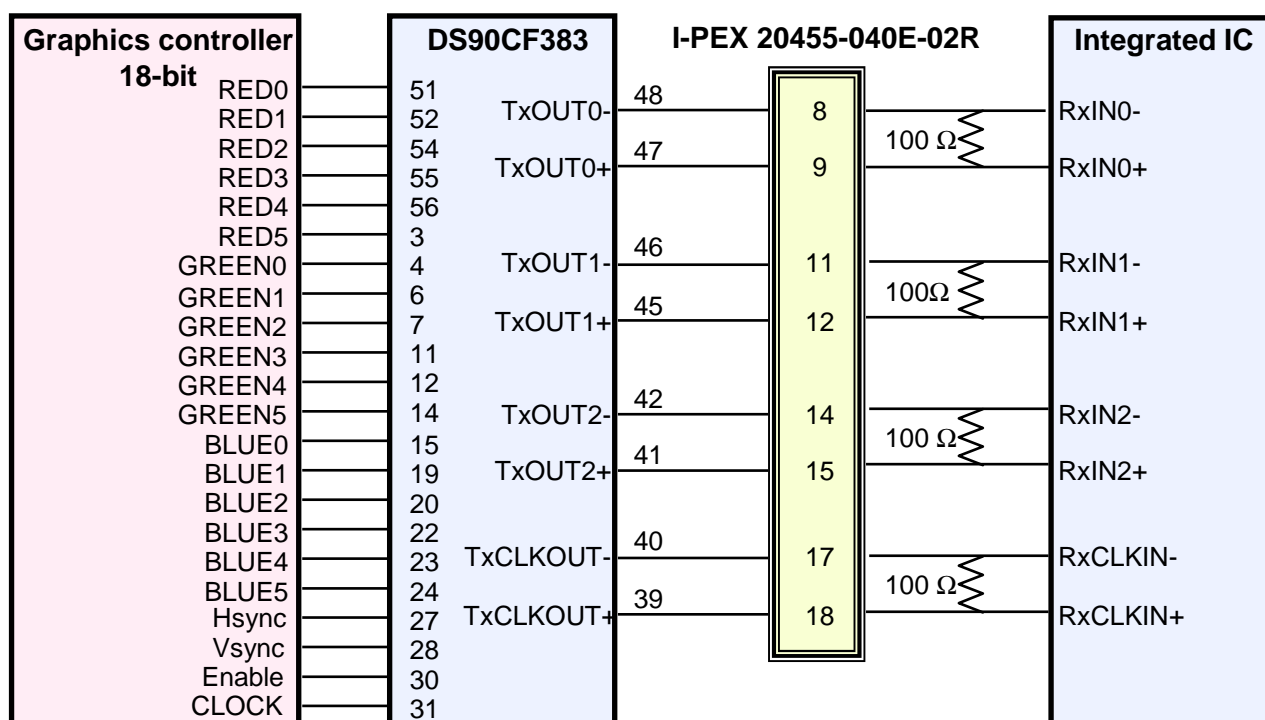 Graphics controller
18-bit
RED0
RED1
RED2
RED3
RED4
RED5
GREEN0
GREEN1
GREEN2
GREEN3
GREEN4
GREEN5
BLUE0
BLUE1
BLUE2
BLUE3
BLUE4
BLUE5
Hsync
Vsync
Enable
CLOCK
DS90CF383
51
52
54
55
56
3
4
6
7
11
12
14
15
19
20
22
23
24
27
28
30
31
TxOUT0-
TxOUT0+
TxOUT1-
TxOUT1+
TxOUT2-
TxOUT2+
TxCLKOUT-
TxCLKOUT+
48
47
46
45
42
41
40
39
I-PEX 20455-040E-02R
8
9
11
12
14
15
17
18
100 Ω
100Ω
100 Ω
100 Ω
Integrated IC
RxIN0-
RxIN0+
RxIN1-
RxIN1+
RxIN2-
RxIN2+
RxCLKIN-
RxCLKIN+